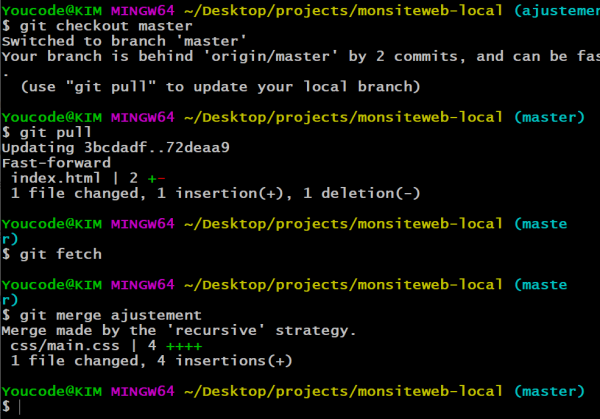 Youcode@KIM MINGW64 ~/Desktop/projects/monsiteweb-local (ajustemen
$ git checkout master
Switched to branch 'master'
Your branch is behind 'origin/master' by 2 commits, and can be fas
.
  (use "git pull" to update your local branch)
Youcode@KIM MINGW64 ~/Desktop/projects/monsiteweb-local (master)
$ git pull
Updating 3bcdadf..72deaa9
Fast-forward
 index.html | 2 +-
 1 file changed, 1 insertion(+), 1 deletion(-)
Youcode@KIM MINGW64 ~/Desktop/projects/monsiteweb-local (maste
r)
$ git fetch
Youcode@KIM MINGW64 ~/Desktop/projects/monsiteweb-local (maste
r)
$ git merge ajustement
Merge made by the 'recursive' strategy.
 css/main.css | 4 ++++
 1 file changed, 4 insertions(+)
Youcode@KIM MINGW64 ~/Desktop/projects/monsiteweb-local (master)
$